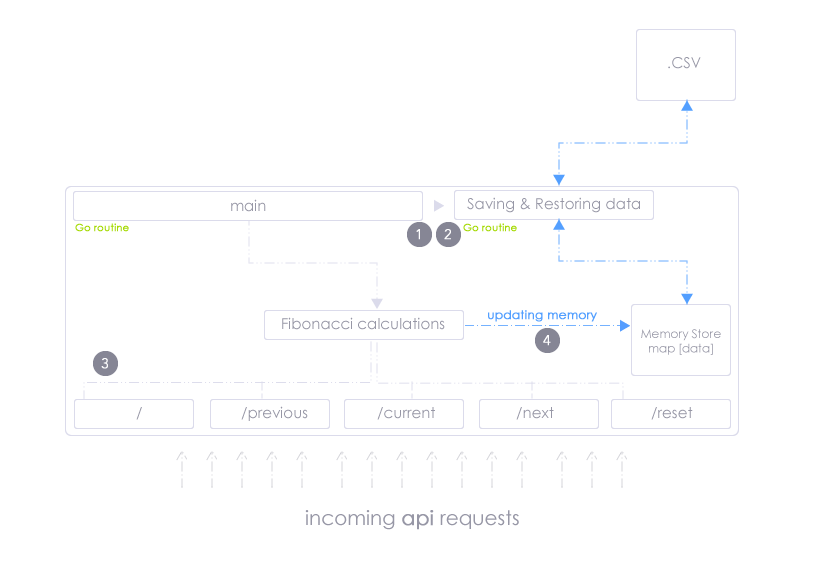 .CSV
main
Saving & Restoring data
Go routine
1
2
Go routine
Fibonacci calculations
updating memory
4
Memory Store
map [data]
3
/
/previous
/current
/next
/reset
incoming api requests